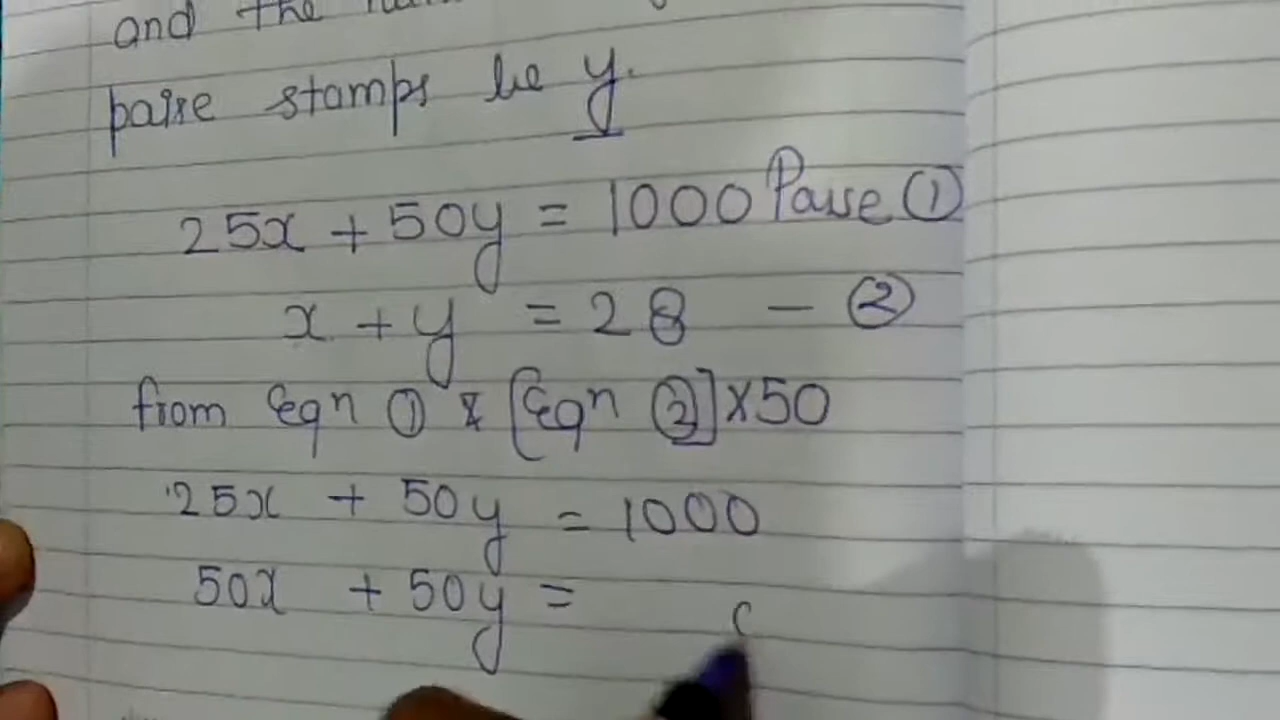 and the
paise stamps be y.
25x + 50y = 1000 Paise ①
x + y = 28 - ②
from Eqn ① & [Eqn ②]×50
25x + 50y = 1000
50x + 50y =